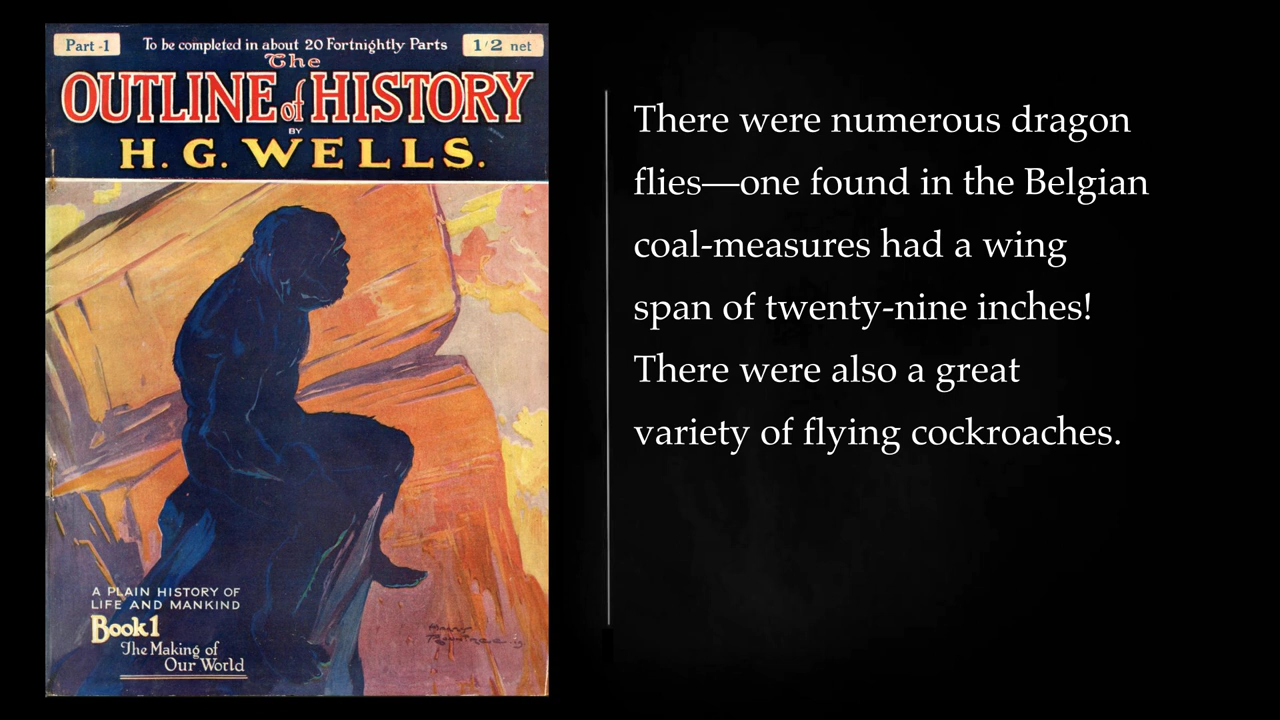 Part -1
To be completed in about 20 Fortnightly Parts
1/2 net
The
OUTLINE of HISTORY
BY
H. G. WELLS.
There were numerous dragon
flies—one found in the Belgian
coal-measures had a wing
span of twenty-nine inches!
There were also a great
variety of flying cockroaches.
A PLAIN HISTORY OF
LIFE AND MANKIND
Book 1
The Making of
Our World